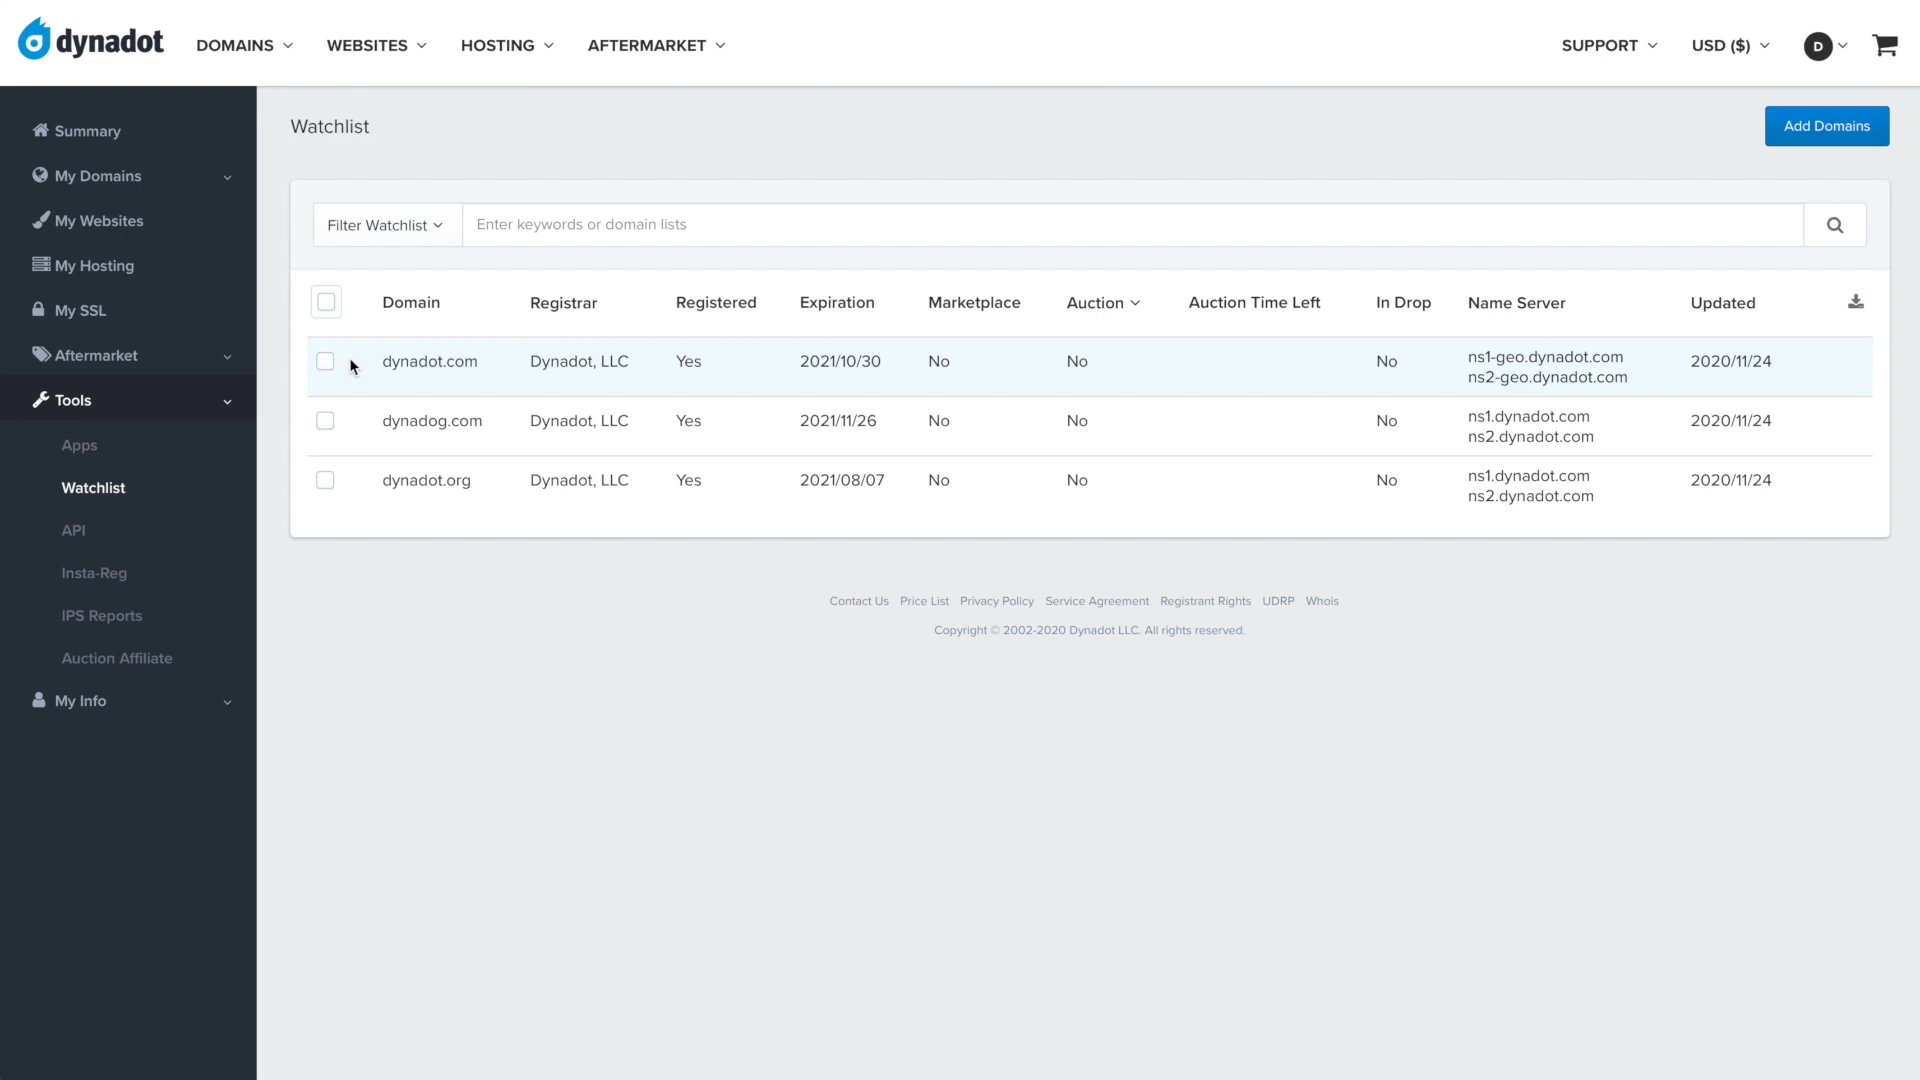 dynadot
DOMAINS
WEBSITES
HOSTING
AFTERMARKET
SUPPORT
USD ($)
D
Summary
My Domains
My Websites
My Hosting
My SSL
Aftermarket
Tools
Apps
Watchlist
API
Insta-Reg
IPS Reports
Auction Affiliate
My Info
Watchlist
Add Domains
Filter Watchlist
Enter keywords or domain lists
Domain Registrar Registered Expiration Marketplace Auction Auction Time Left In Drop Name Server Updated
dynadot.com Dynadot, LLC Yes 2021/10/30 No No No ns1-geo.dynadot.com 2020/11/24
ns2-geo.dynadot.com
dynadog.com Dynadot, LLC Yes 2021/11/26 No No No ns1.dynadot.com 2020/11/24
ns2.dynadot.com
dynadot.org Dynadot, LLC Yes 2021/08/07 No No No ns1.dynadot.com 2020/11/24
ns2.dynadot.com
Contact Us Price List Privacy Policy Service Agreement Registrant Rights UDRP Whois
Copyright © 2002-2020 Dynadot LLC. All rights reserved.